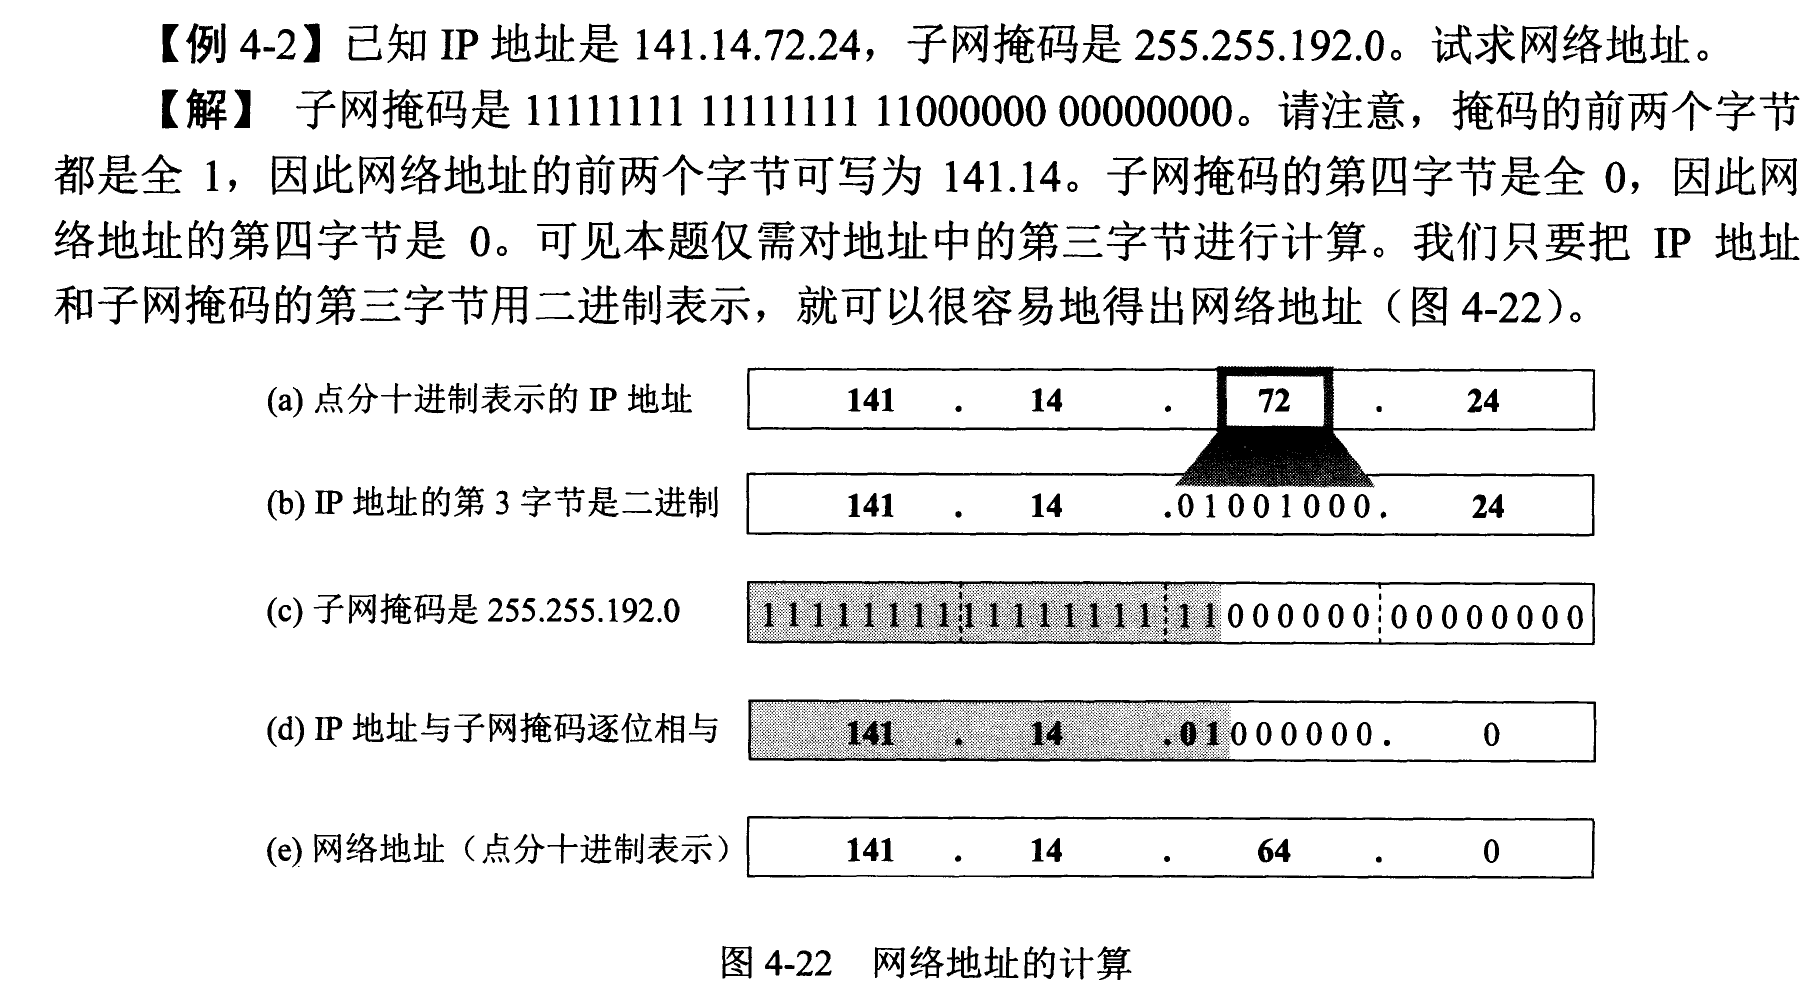 【例 4-2】已知 IP 地址是 141.14.72.24，子网掩码是 255.255.192.0。试求网络地址。
【解】 子网掩码是 11111111 11111111 11000000 00000000。请注意，掩码的前两个字节
都是全 1，因此网络地址的前两个字节可写为 141.14。子网掩码的第四字节是全 0，因此网
络地址的第四字节是 0。可见本题仅需对地址中的第三字节进行计算。我们只要把 IP 地址
和子网掩码的第三字节用二进制表示，就可以很容易地得出网络地址（图 4-22）。
(a) 点分十进制表示的 IP 地址 141 . 14 . 72 . 24
(b) IP 地址的第 3 字节是二进制 141 . 14 .01001000. 24
(c) 子网掩码是 255.255.192.0 11111111 11111111 11000000 00000000
(d) IP 地址与子网掩码逐位相与 141 . 14 .01000000. 0
(e) 网络地址（点分十进制表示） 141 . 14 . 64 . 0
图 4-22 网络地址的计算